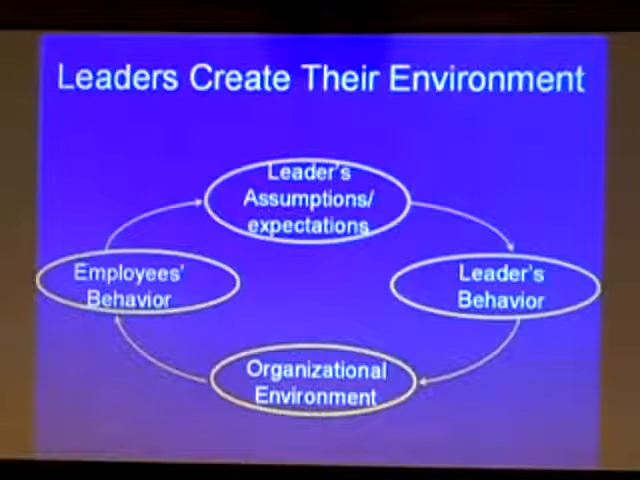 Leaders Create Their Environment
Leader's
Assumptions/
expectations
Employees'
Behavior
Leader's
Behavior
Organizational
Environment